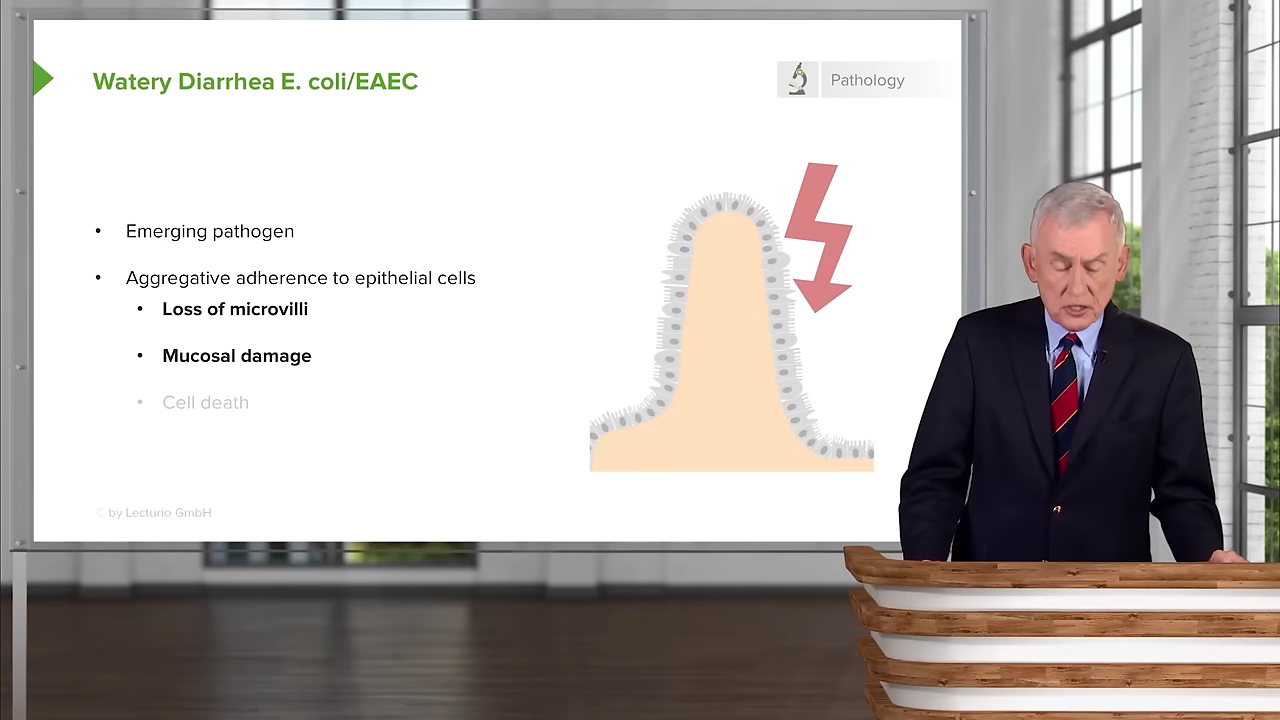 Watery Diarrhea E. coli/EAEC
Pathology
• Emerging pathogen
• Aggregative adherence to epithelial cells
• Loss of microvilli
• Mucosal damage
• Cell death
© by Lecturio GmbH